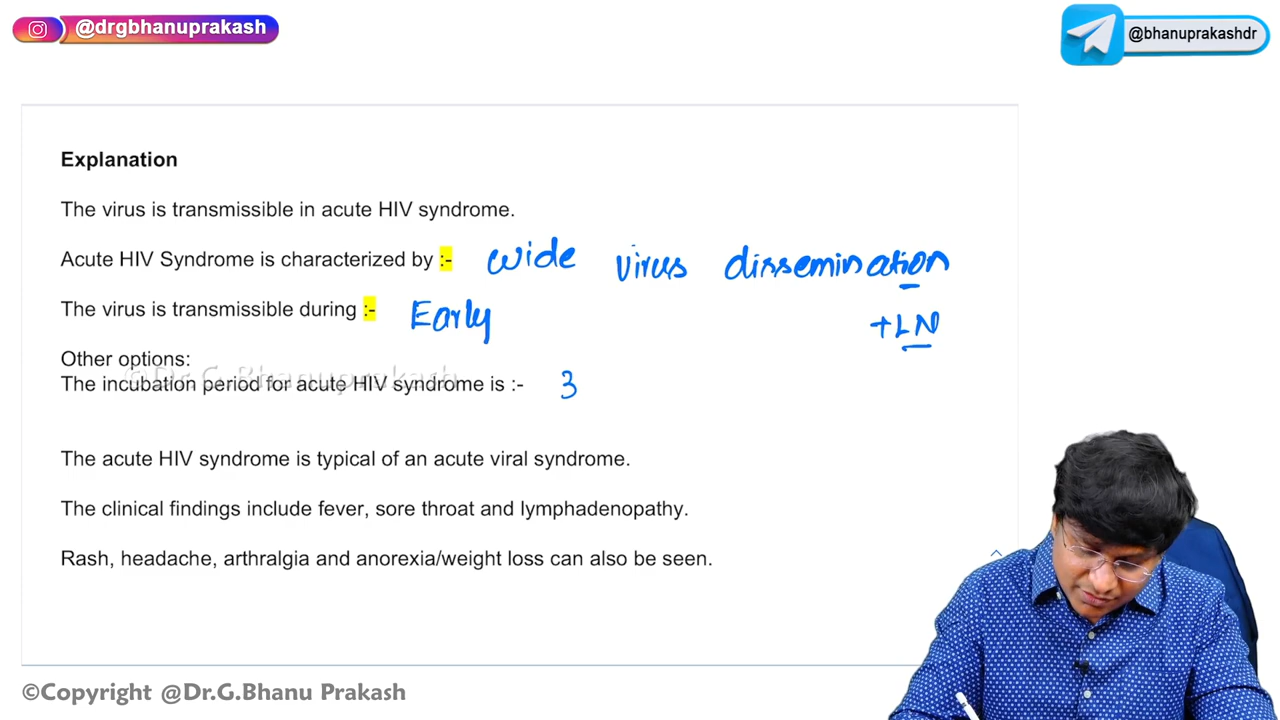 @drgbhanuprakash
@bhanuprakashdr
Explanation
The virus is transmissible in acute HIV syndrome.
Acute HIV Syndrome is characterized by :- wide virus dissemination
The virus is transmissible during :- Early +LN
Other options:
©Dr.G.Bhanuprakash
The incubation period for acute HIV syndrome is :- 3
The acute HIV syndrome is typical of an acute viral syndrome.
The clinical findings include fever, sore throat and lymphadenopathy.
Rash, headache, arthralgia and anorexia/weight loss can also be seen.
©Copyright @Dr.G.Bhanu Prakash